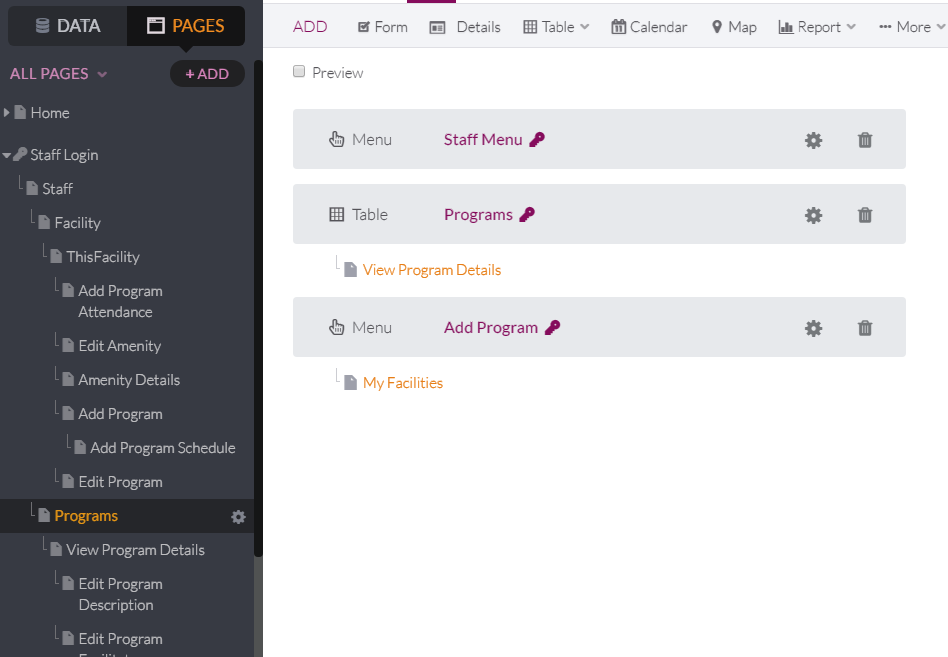 DATA
PAGES
ALL PAGES
+ ADD
Home
Staff Login
Staff
Facility
ThisFacility
Add Program
Attendance
Edit Amenity
Amenity Details
Add Program
Add Program Schedule
Edit Program
Programs
View Program Details
Edit Program
Description
Edit Program
ADD Form Details Table Calendar Map Report More
Preview
Menu Staff Menu
Table Programs
View Program Details
Menu Add Program
My Facilities